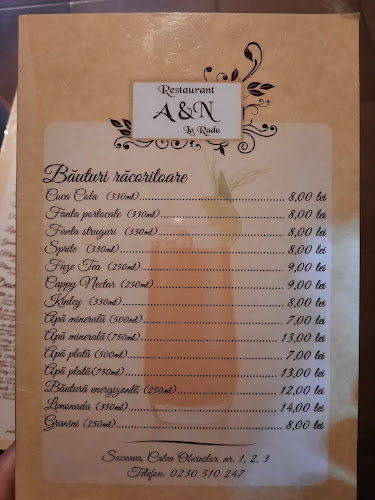 Restaurant
A&N
La Radu
Băuturi răcoritoare
Coca Cola (330ml) 8,00 lei
Fanta portocale (330ml) 8,00 lei
Fanta struguri (330ml) 8,00 lei
Sprite (330ml) 8,00 lei
Fuze Tea (250ml) 9,00 lei
Cappy Nectar (250ml) 9,00 lei
Kinley (330ml) 8,00 lei
Apă minerală (500ml) 7,00 lei
Apă minerală (750ml) 13,00 lei
Apă plată (500ml) 7,00 lei
Apă plată (750ml) 13,00 lei
Băutură energizantă (250ml) 12,00 lei
Limonada (350ml) 14,00 lei
Granini (250ml) 8,00 lei
Suceava, Calea Obcinilor, nr. 1, 2, 3
Telefon: 0230 510 247